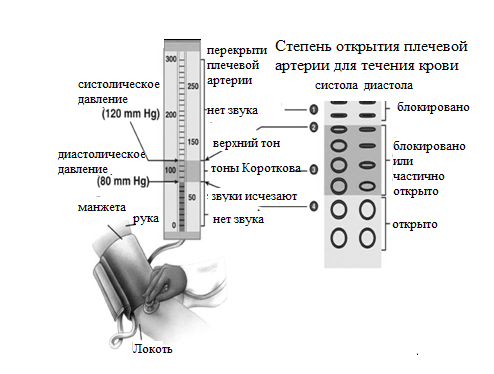 Степень открытия плечевой
артерии для течения крови
систола диастола
перекрыти
плечевой
артерии
300
250
200
150
100
50
0
систолическое
давление
(120 mm Hg)
нет звука
верхний тон
диастолическое
давление
(80 mm Hg)
тоны Короткова
звуки исчезают
нет звука
манжета
рука
Локоть
1
блокировано
2
блокировано
или
частично
открыто
3
4
открыто